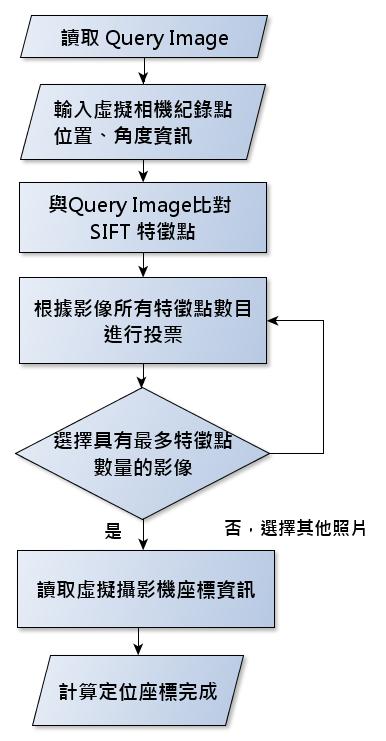 讀取 Query Image
輸入虛擬相機紀錄點
位置、角度資訊
與Query Image比對
SIFT 特徵點
根據影像所有特徵點數目
進行投票
選擇具有最多特徵點
數量的影像
是
否，選擇其他照片
讀取虛擬攝影機座標資訊
計算定位座標完成